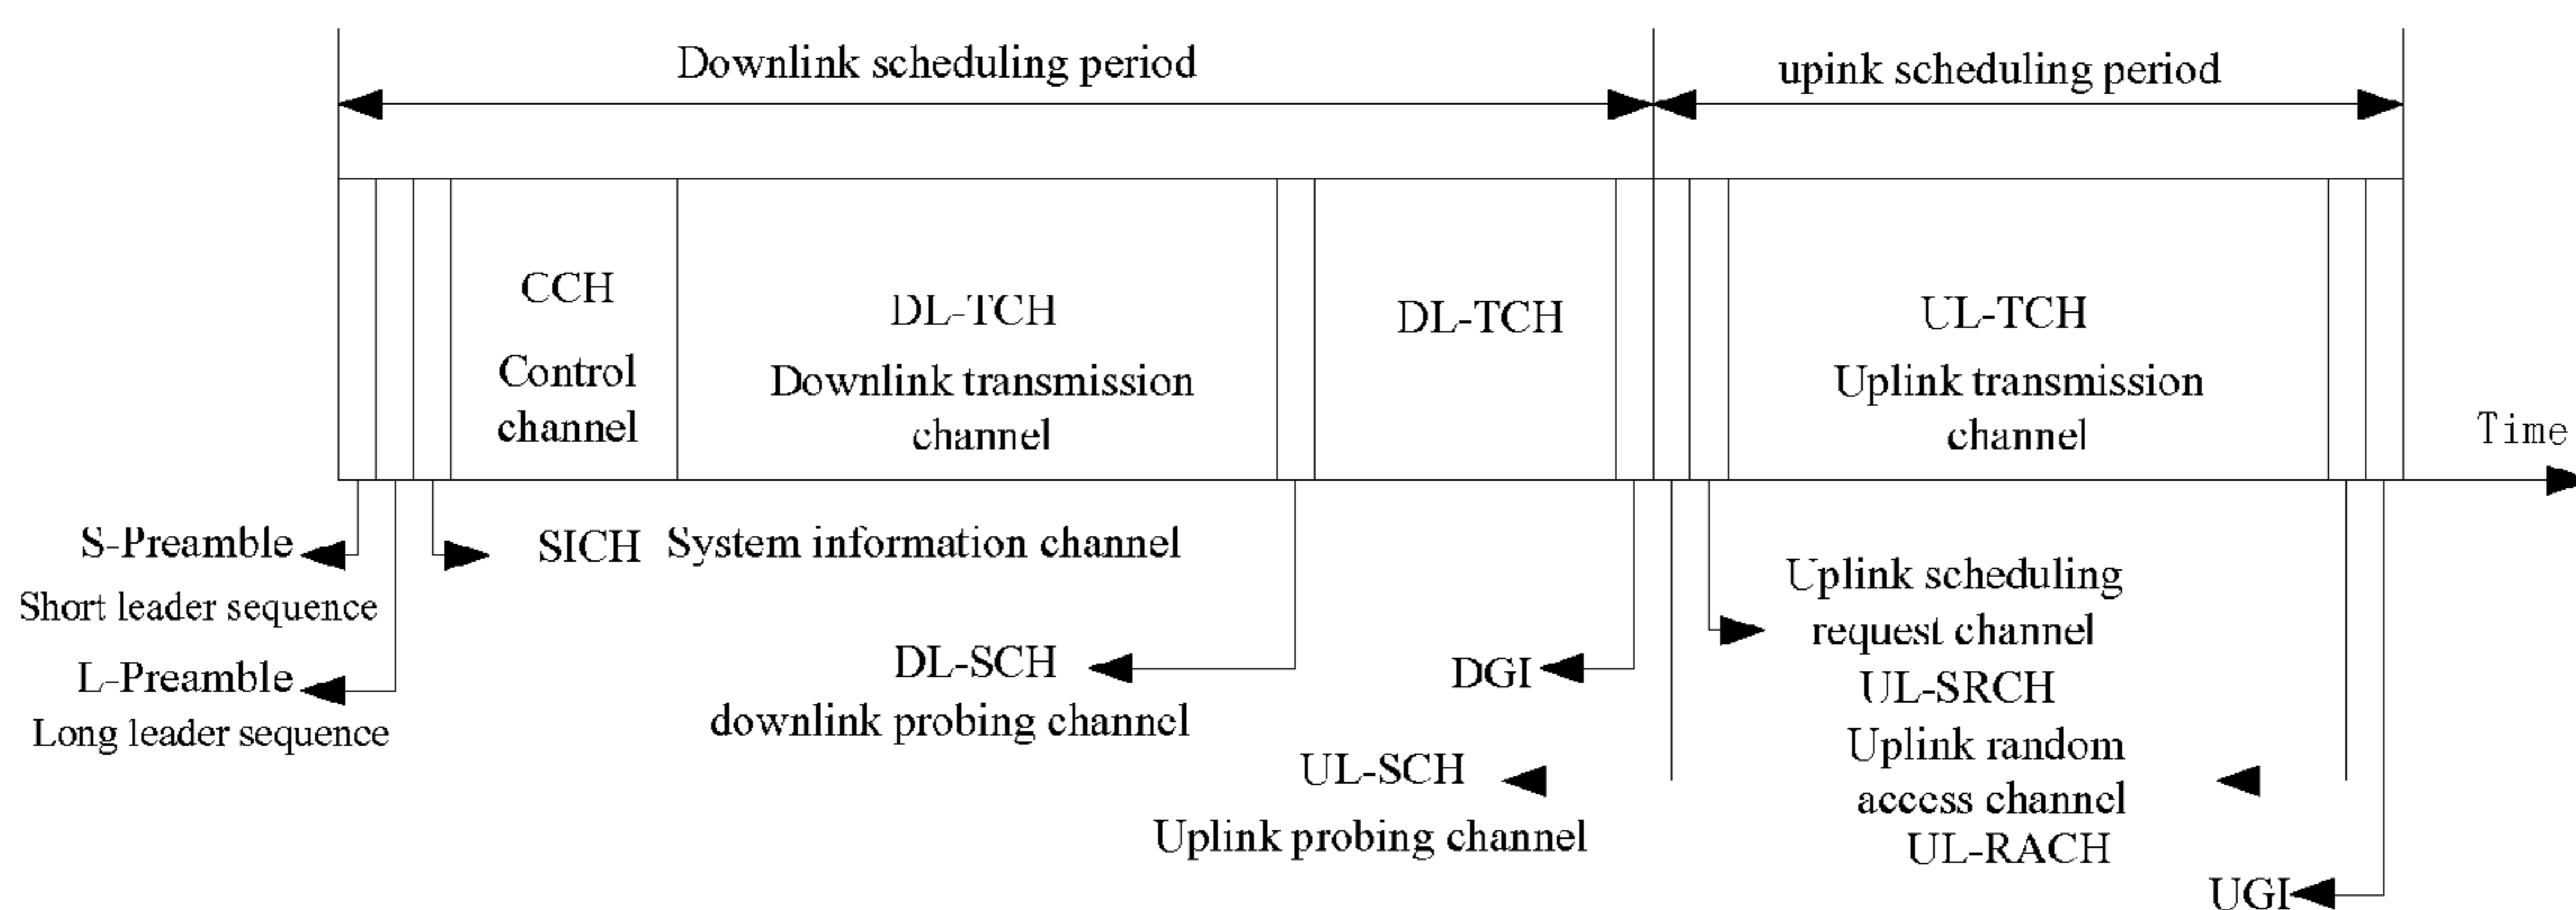 Downlink scheduling period
upink scheduling period
CCH
Control
channel
DL-TCH
Downlink transmission
channel
DL-TCH
UL-TCH
Uplink transmission
channel
Time
S-Preamble
Short leader sequence
L-Preamble
Long leader sequence
SICH System information channel
DL-SCH
downlink probing channel
DGI
UL-SCH
Uplink probing channel
Uplink scheduling
request channel
UL-SRCH
Uplink random
access channel
UL-RACH
UGI